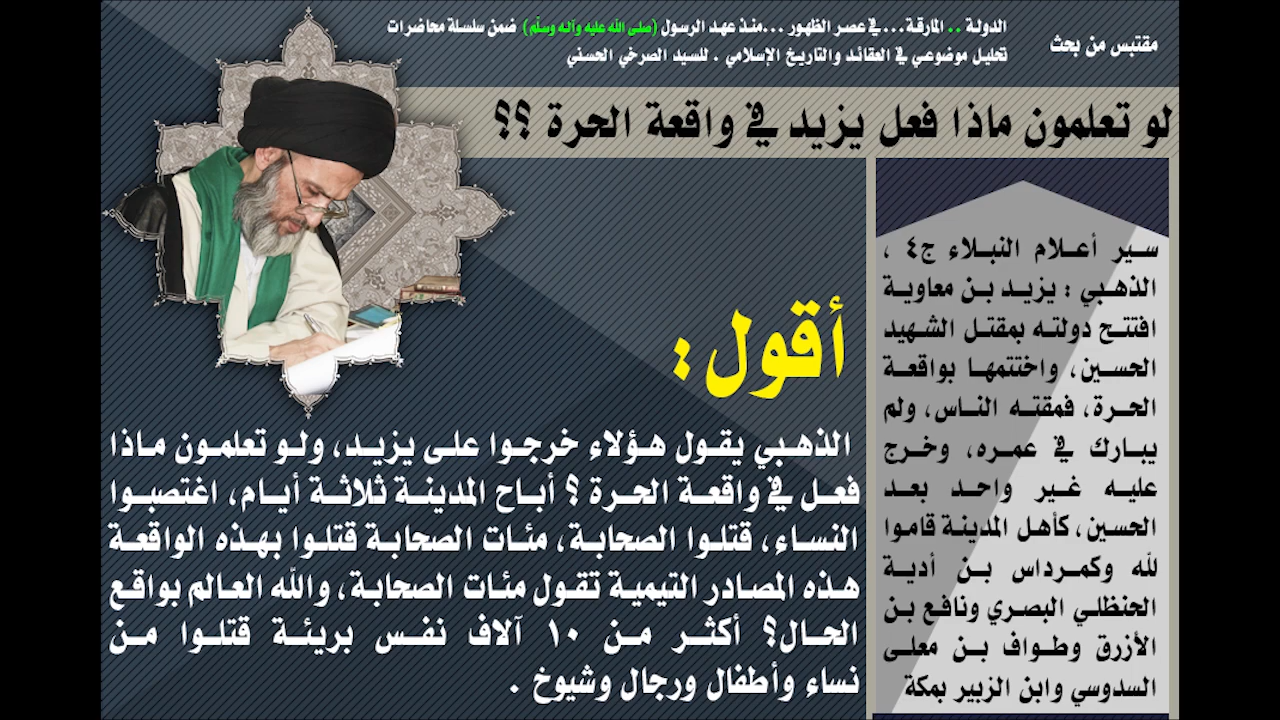 مقتبس من بحث
الدولة .. المارقة...في عصر الظهور ...منذ عهد الرسول (صلى الله عليه وآله وسلّم) ضمن سلسلة محاضرات
تحليل موضوعي في العقائد والتاريخ الإسلامي . للسيد الصرخي الحسني
لو تعلمون ماذا فعل يزيد في واقعة الحرة ؟؟
سير أعلام النبلاء ج٤ ،
الذهبي : يزيد بن معاوية
افتتح دولته بمقتل الشهيد
الحسين، واختتمها بواقعة
الحرة، فمقته الناس، ولم
يبارك في عمره، وخرج
عليه غير واحد بعد
الحسين، كأهل المدينة قاموا
لله وكمرداس بن أدية
الحنظلي البصري ونافع بن
الأزرق وطواف بن معلى
السدوسي وابن الزبير بمكة
أقول :
الذهبي يقول هؤلاء خرجوا على يزيد، ولو تعلمون ماذا
فعل في واقعة الحرة ؟ أباح المدينة ثلاثة أيام، اغتصبوا
النساء، قتلوا الصحابة، مئات الصحابة قتلوا بهذه الواقعة
هذه المصادر التيمية تقول مئات الصحابة، والله العالم بواقع
الحال؟ أكثر من ١٠ آلاف نفس بريئة قتلوا من
نساء وأطفال ورجال وشيوخ .